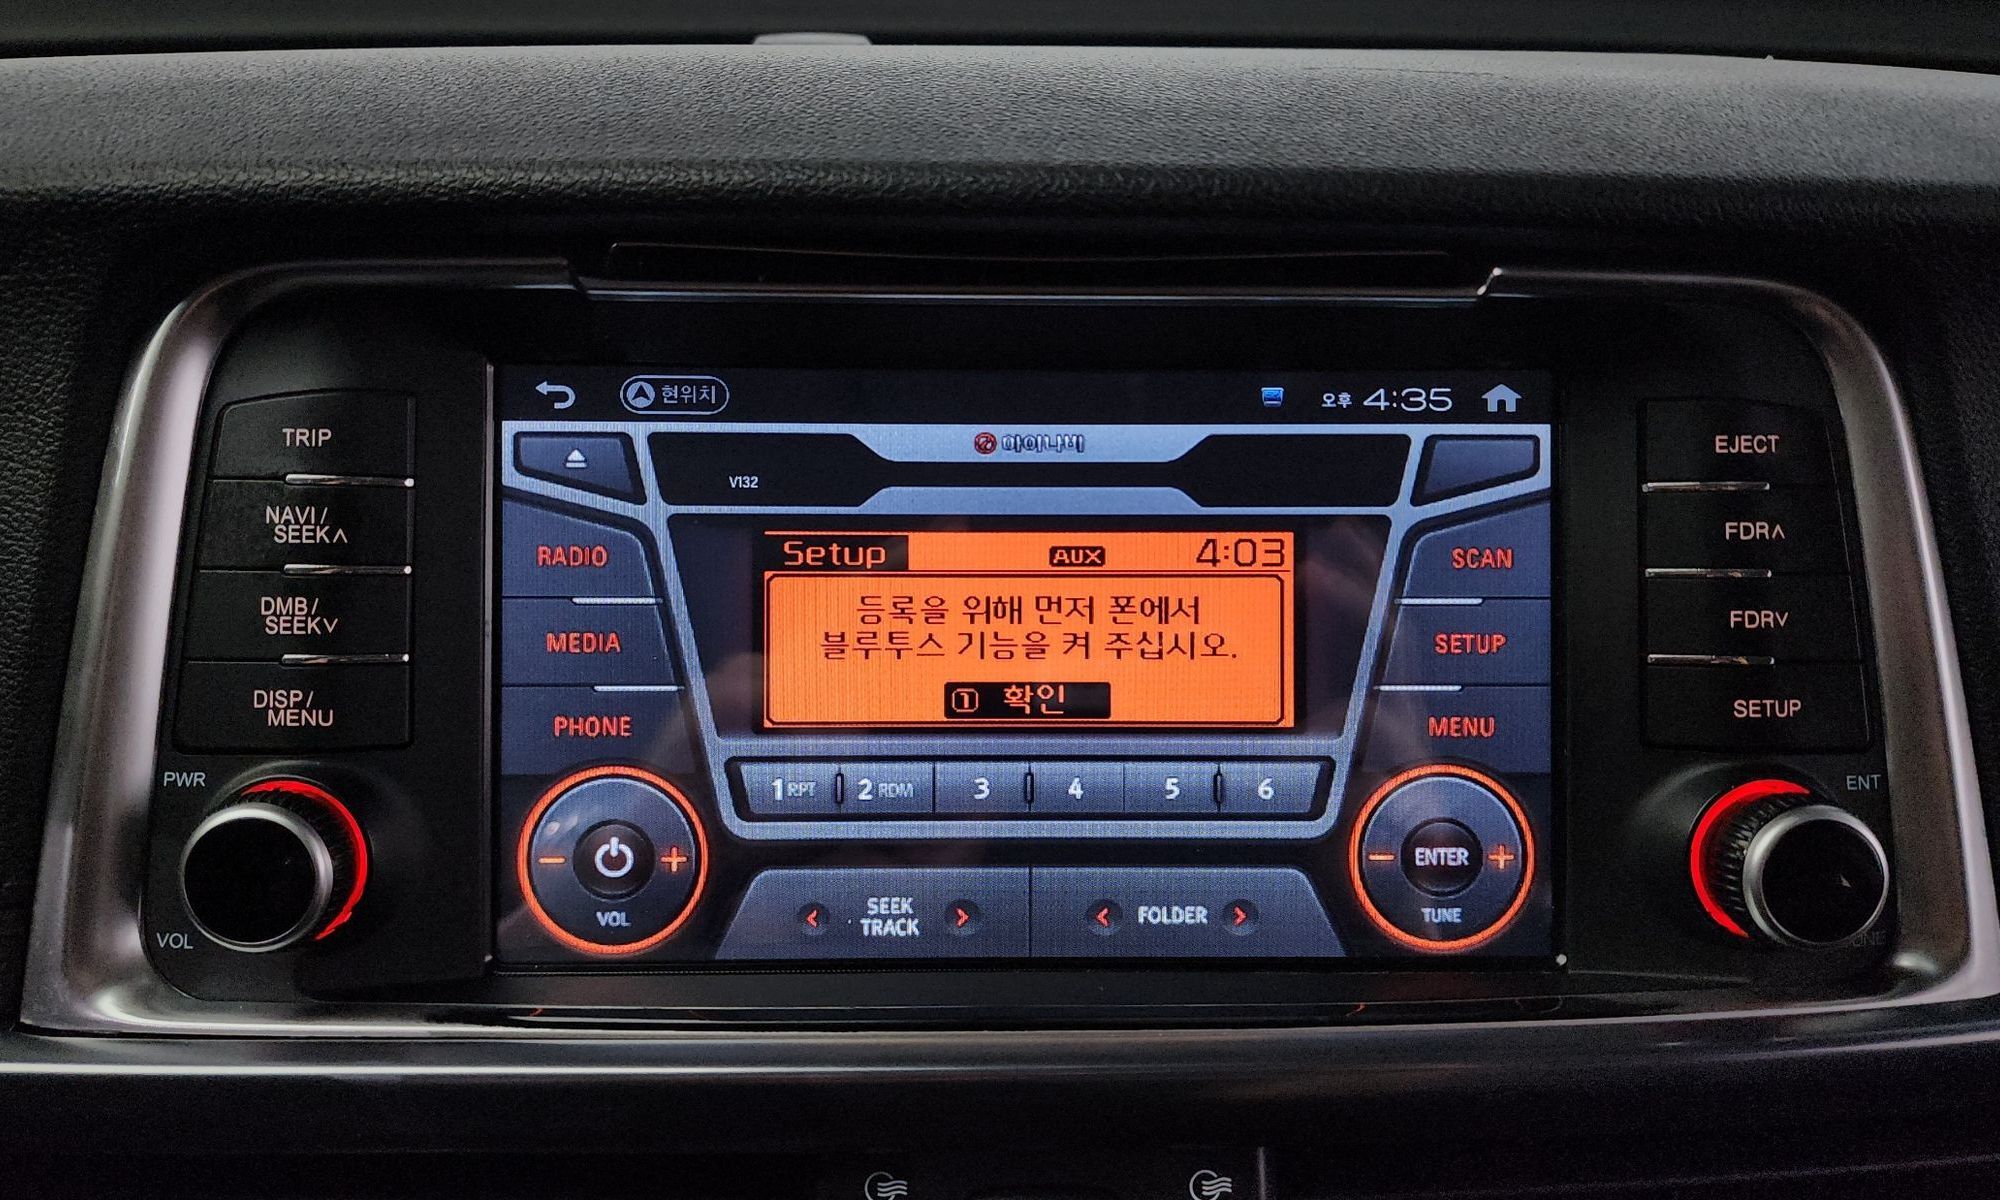 현위치
오후 4:35
아이나비
V132
TRIP
NAVI/
SEEK∧
DMB/
SEEK∨
DISP/
MENU
PWR
VOL
RADIO
MEDIA
PHONE
Setup AUX 4:03
등록을 위해 먼저 폰에서
블루투스 기능을 켜 주십시오.
① 확인
1 RPT 2 RDM 3 4 5 6
SCAN
SETUP
MENU
− +
VOL
< SEEK
TRACK >
< FOLDER >
− ENTER +
TUNE
EJECT
FDR∧
FDR∨
SETUP
ENT